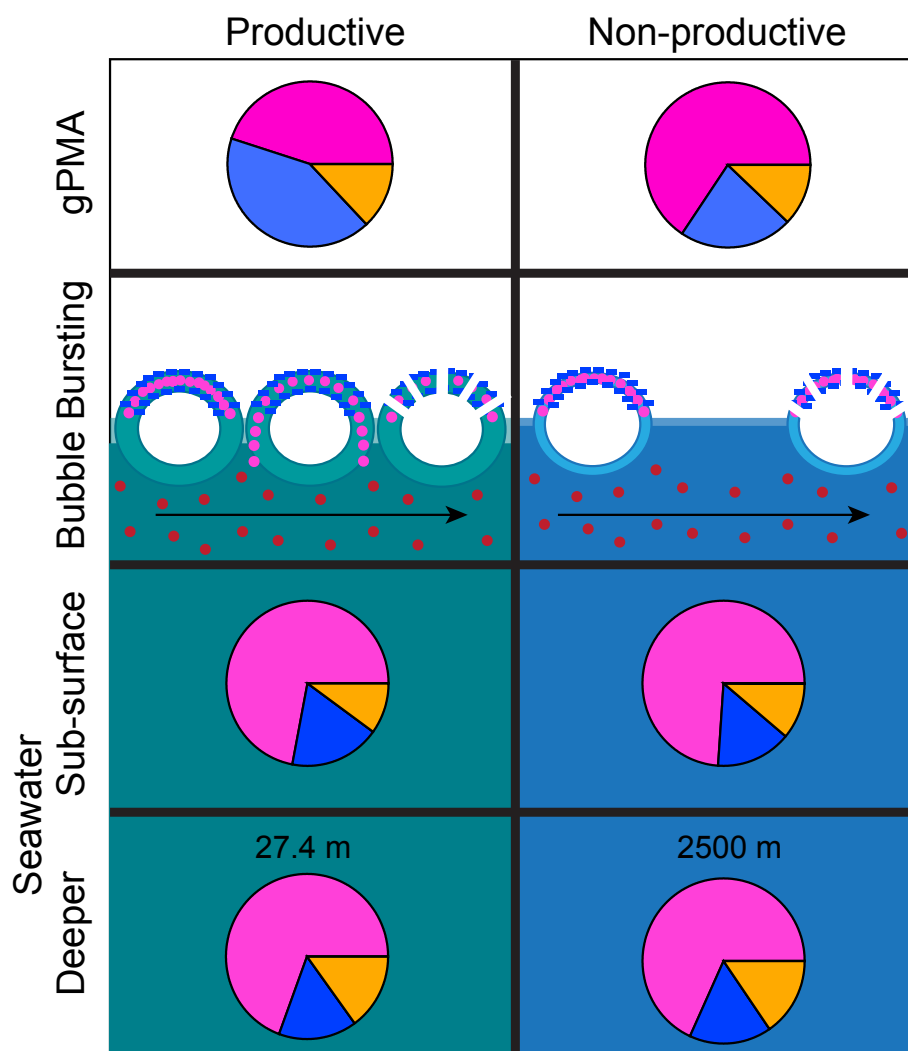 Productive
Non-productive
gPMA
Bubble Bursting
Seawater
Sub-surface
Deeper
27.4 m
2500 m